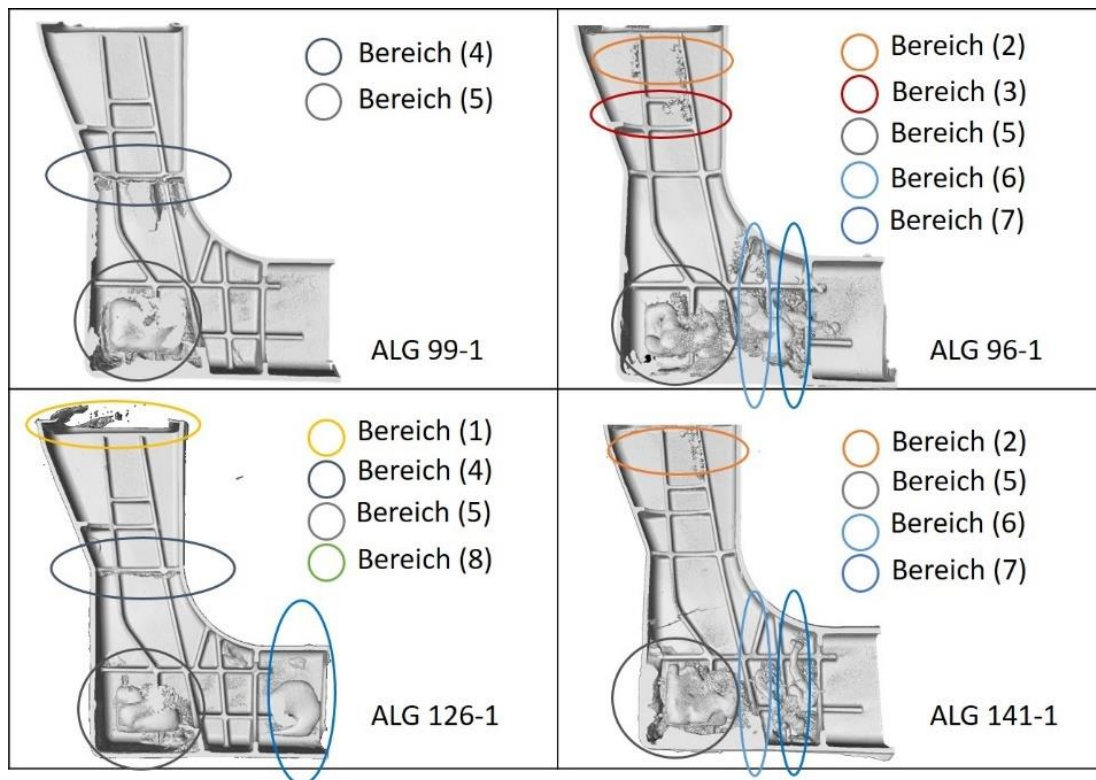 Bereich (4)
Bereich (5)
ALG 99-1
Bereich (2)
Bereich (3)
Bereich (5)
Bereich (6)
Bereich (7)
ALG 96-1
Bereich (1)
Bereich (4)
Bereich (5)
Bereich (8)
ALG 126-1
Bereich (2)
Bereich (5)
Bereich (6)
Bereich (7)
ALG 141-1